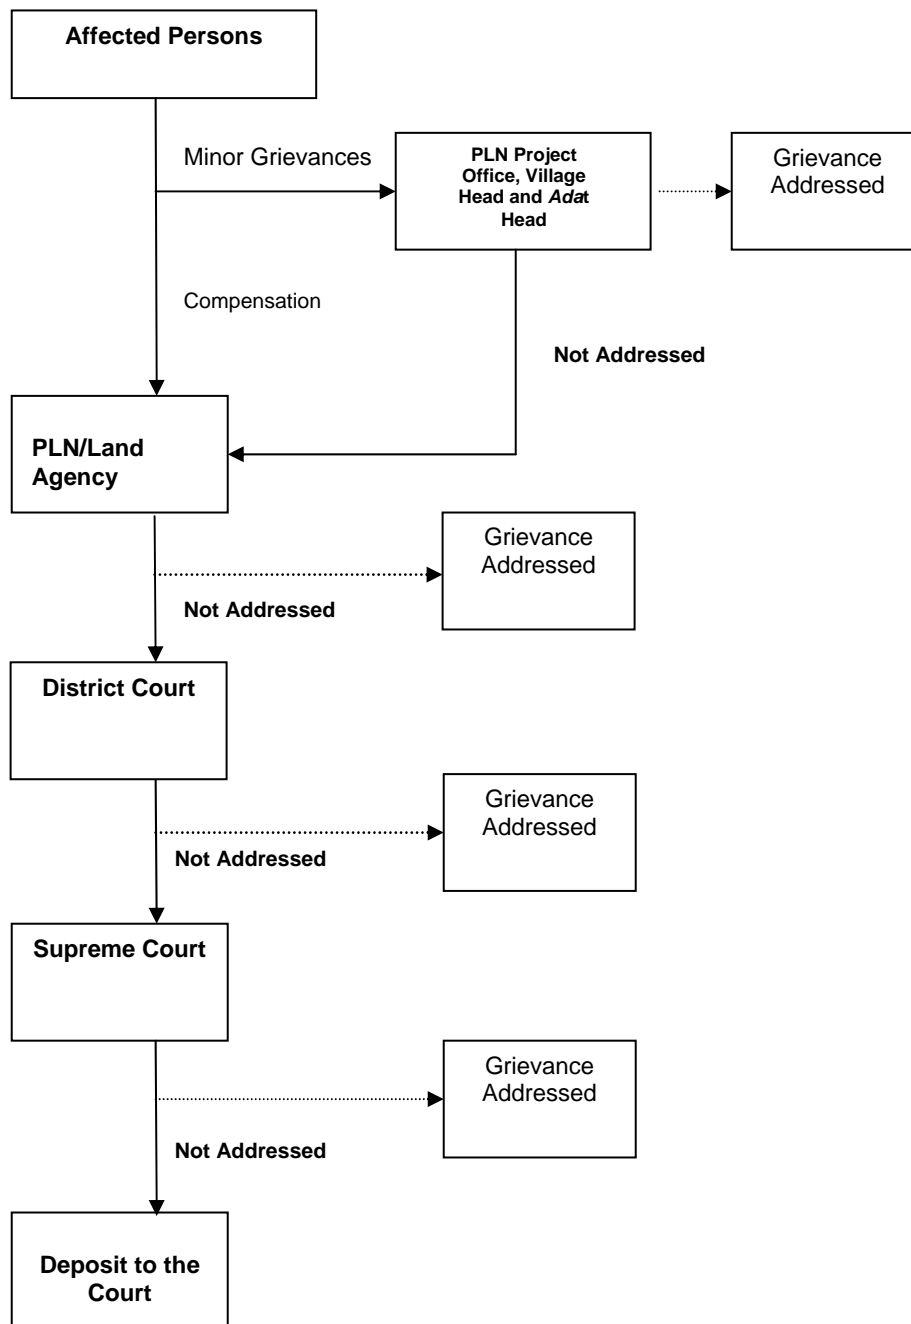 Affected Persons
Minor Grievances
PLN Project
Office, Village
Head and Adat
Head
Grievance
Addressed
Compensation
Not Addressed
PLN/Land
Agency
Grievance
Addressed
Not Addressed
District Court
Grievance
Addressed
Not Addressed
Supreme Court
Grievance
Addressed
Not Addressed
Deposit to the
Court